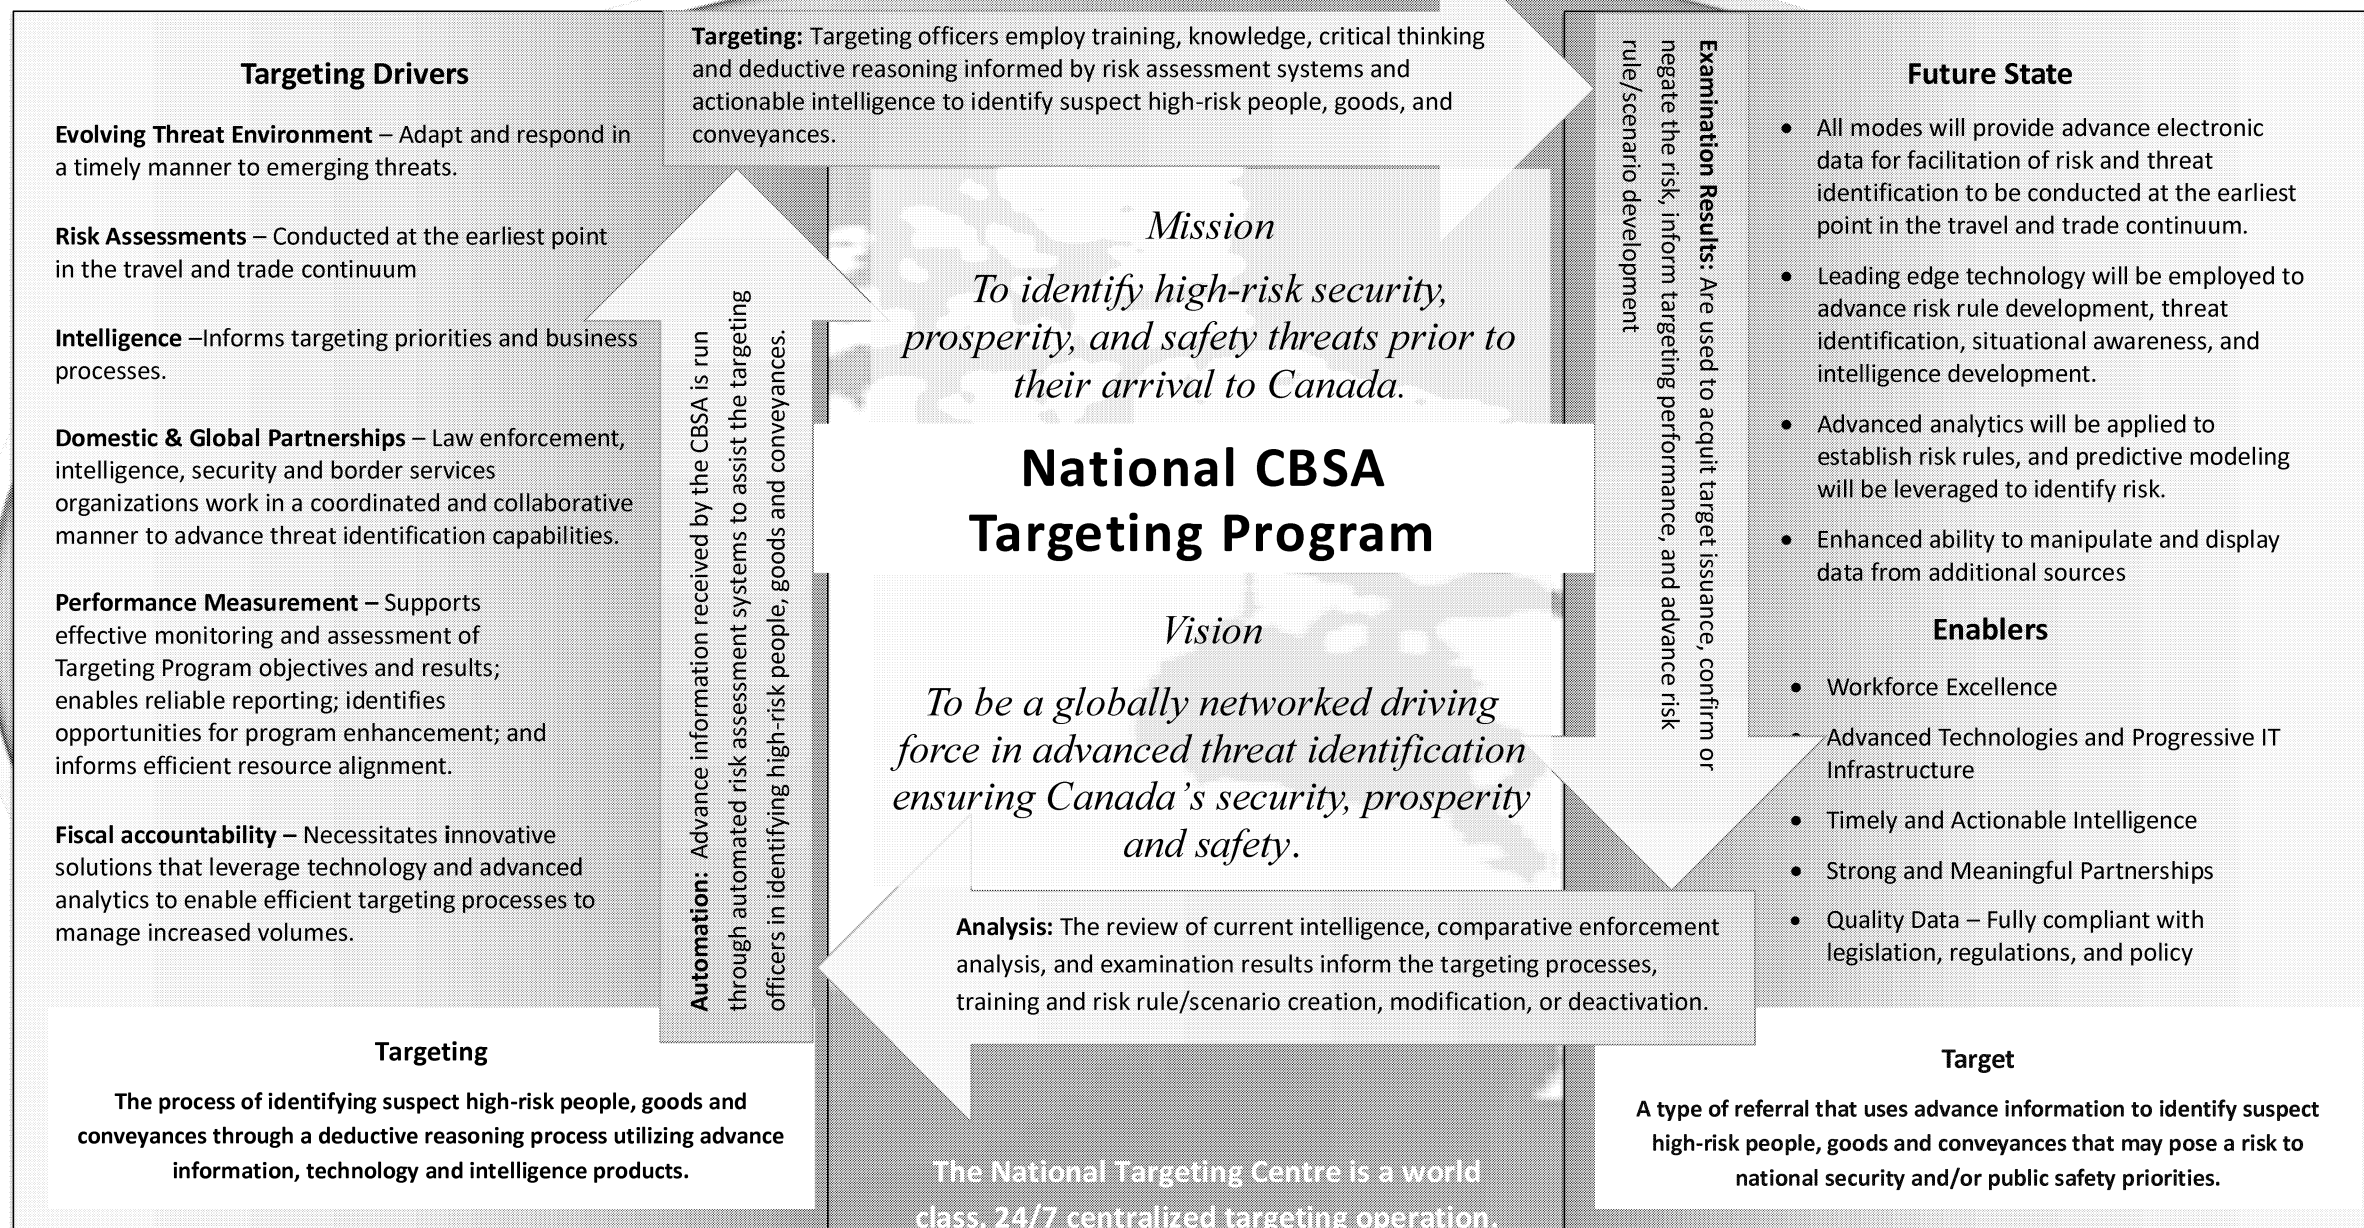 Targeting Drivers
Evolving Threat Environment – Adapt and respond in
a timely manner to emerging threats.
Risk Assessments – Conducted at the earliest point
in the travel and trade continuum
Intelligence –Informs targeting priorities and business
processes.
Domestic & Global Partnerships – Law enforcement,
intelligence, security and border services
organizations work in a coordinated and collaborative
manner to advance threat identification capabilities.
Performance Measurement – Supports
effective monitoring and assessment of
Targeting Program objectives and results;
enables reliable reporting; identifies
opportunities for program enhancement; and
informs efficient resource alignment.
Fiscal accountability – Necessitates innovative
solutions that leverage technology and advanced
analytics to enable efficient targeting processes to
manage increased volumes.
Targeting
The process of identifying suspect high-risk people, goods and
conveyances through a deductive reasoning process utilizing advance
information, technology and intelligence products.
Automation: Advance information received by the CBSA is run
through automated risk assessment systems to assist the targeting
officers in identifying high-risk people, goods and conveyances.
Targeting: Targeting officers employ training, knowledge, critical thinking
and deductive reasoning informed by risk assessment systems and
actionable intelligence to identify suspect high-risk people, goods, and
conveyances.
Mission
To identify high-risk security,
prosperity, and safety threats prior to
their arrival to Canada.
National CBSA
Targeting Program
Vision
To be a globally networked driving
force in advanced threat identification
ensuring Canada's security, prosperity
and safety.
Analysis: The review of current intelligence, comparative enforcement
analysis, and examination results inform the targeting processes,
training and risk rule/scenario creation, modification, or deactivation.
The National Targeting Centre is a world
class, 24/7 centralized targeting operation.
Examination Results: Are used to acquit target issuance, confirm or
negate the risk, inform targeting performance, and advance risk
rule/scenario development
Future State
• All modes will provide advance electronic
data for facilitation of risk and threat
identification to be conducted at the earliest
point in the travel and trade continuum.
• Leading edge technology will be employed to
advance risk rule development, threat
identification, situational awareness, and
intelligence development.
• Advanced analytics will be applied to
establish risk rules, and predictive modeling
will be leveraged to identify risk.
• Enhanced ability to manipulate and display
data from additional sources
Enablers
• Workforce Excellence
• Advanced Technologies and Progressive IT
Infrastructure
• Timely and Actionable Intelligence
• Strong and Meaningful Partnerships
• Quality Data – Fully compliant with
legislation, regulations, and policy
Target
A type of referral that uses advance information to identify suspect
high-risk people, goods and conveyances that may pose a risk to
national security and/or public safety priorities.